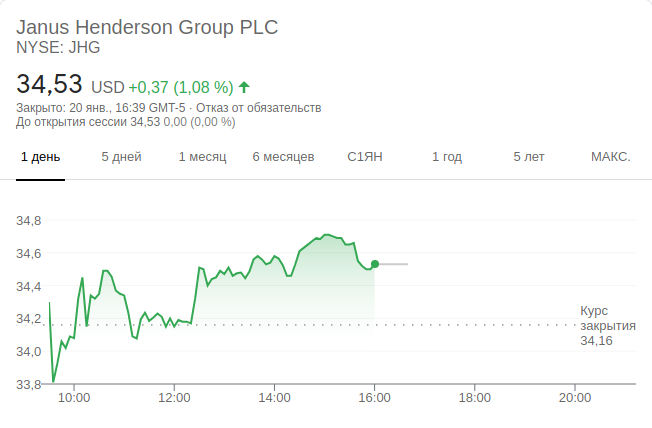 Janus Henderson Group PLC
NYSE: JHG
34,53 USD +0,37 (1,08 %)
Закрыто: 20 янв., 16:39 GMT-5 · Отказ от обязательств
До открытия сессии 34,53 0,00 (0,00 %)
1 день 5 дней 1 месяц 6 месяцев С1ЯН 1 год 5 лет МАКС.
34,8
34,6
34,4
34,2
34,0
33,8
Курс
закрытия
34,16
10:00 12:00 14:00 16:00 18:00 20:00